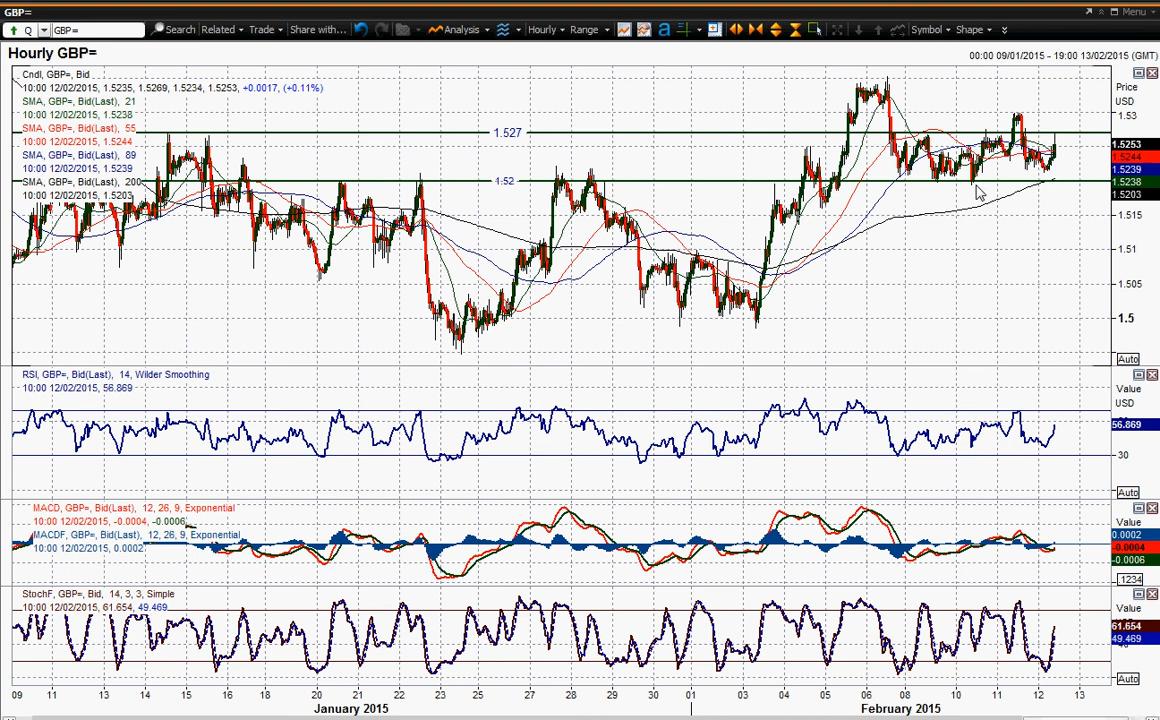 GBP=
Menu
Q GBP= Search Related Trade Share with... Analysis Hourly Range a Symbol Shape
Hourly GBP=
00:00 09/01/2015 - 19:00 13/02/2015 (GMT)
Cndl, GBP=, Bid
10:00 12/02/2015, 1.5235, 1.5269, 1.5234, 1.5253, +0.0017, (+0.11%)
SMA, GBP=, Bid(Last), 21
10:00 12/02/2015, 1.5238
SMA, GBP=, Bid(Last), 55
10:00 12/02/2015, 1.5244
SMA, GBP=, Bid(Last), 89
10:00 12/02/2015, 1.5239
SMA, GBP=, Bid(Last), 200
10:00 12/02/2015, 1.5203
1.527
1.52
Price
USD
1.53
1.5253
1.5244
1.5239
1.5238
1.5203
1.515
1.51
1.505
1.5
Auto
RSI, GBP=, Bid(Last), 14, Wilder Smoothing
10:00 12/02/2015, 56.869
Value
USD
56.869
30
Auto
MACD, GBP=, Bid(Last), 12, 26, 9, Exponential
10:00 12/02/2015, -0.0004, -0.0006
MACDF, GBP=, Bid(Last), 12, 26, 9, Exponential
10:00 12/02/2015, 0.0002
Value
0.0002
-0.0004
-0.0006
.1234
StochF, GBP=, Bid, 14, 3, 3, Simple
10:00 12/02/2015, 61.654, 49.469
Value
61.654
49.469
Auto
09 11 12 13 14 15 16 18 20 21 22 23 25 27 28 29 30 01 03 04 05 06 08 10 11 12 13
January 2015 February 2015